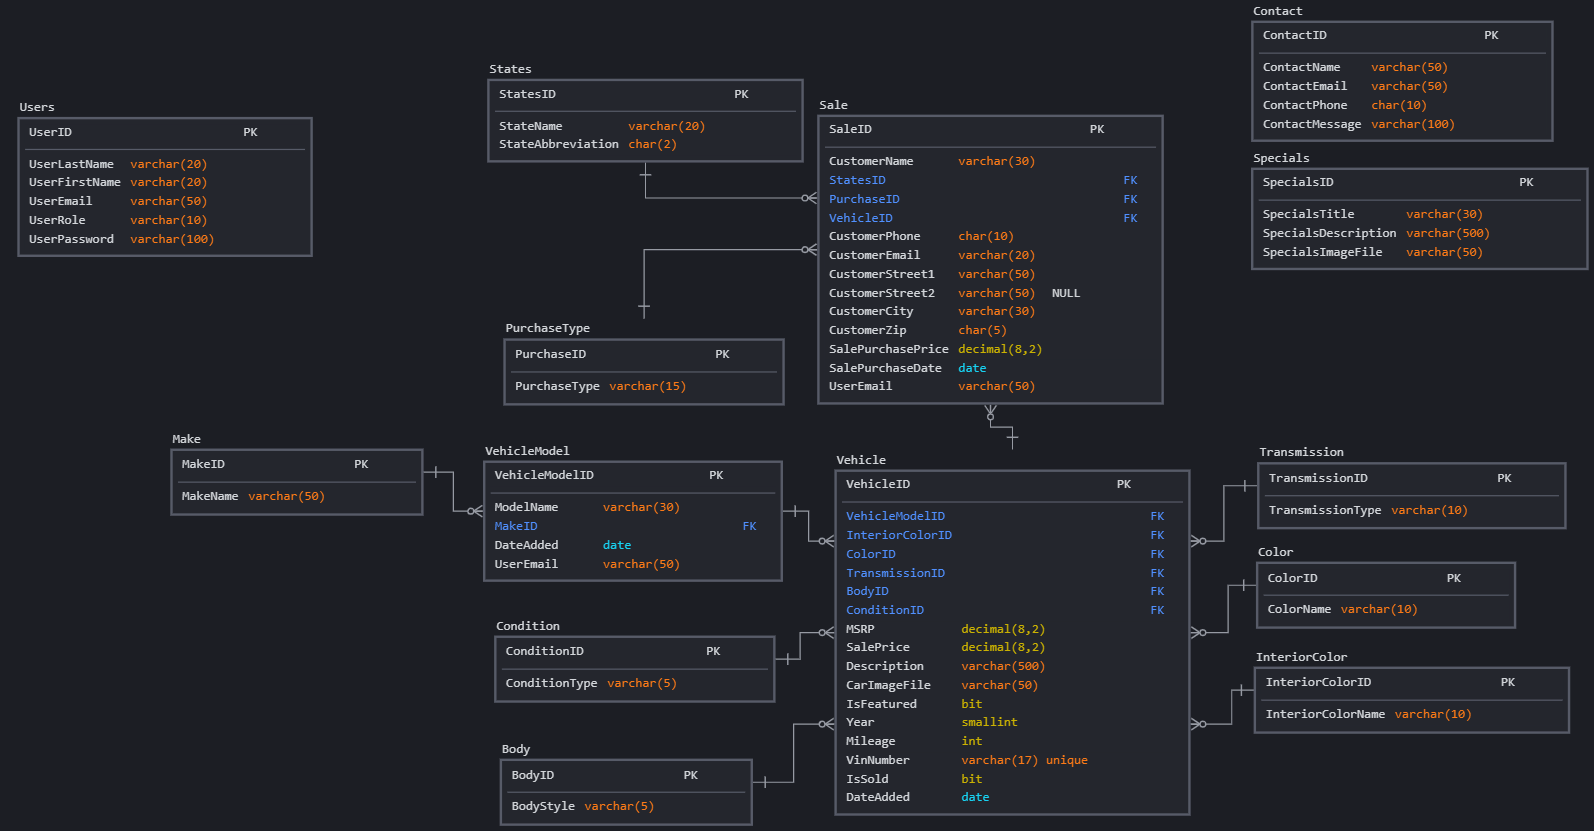 Users
UserID PK
UserLastName varchar(20)
UserFirstName varchar(20)
UserEmail varchar(50)
UserRole varchar(10)
UserPassword varchar(100)
States
StatesID PK
StateName varchar(20)
StateAbbreviation char(2)
Sale
SaleID PK
CustomerName varchar(30)
StatesID FK
PurchaseID FK
VehicleID FK
CustomerPhone char(10)
CustomerEmail varchar(20)
CustomerStreet1 varchar(50)
CustomerStreet2 varchar(50) NULL
CustomerCity varchar(30)
CustomerZip char(5)
SalePurchasePrice decimal(8,2)
SalePurchaseDate date
UserEmail varchar(50)
Contact
ContactID PK
ContactName varchar(50)
ContactEmail varchar(50)
ContactPhone char(10)
ContactMessage varchar(100)
Specials
SpecialsID PK
SpecialsTitle varchar(30)
SpecialsDescription varchar(500)
SpecialsImageFile varchar(50)
PurchaseType
PurchaseID PK
PurchaseType varchar(15)
Make
MakeID PK
MakeName varchar(50)
VehicleModel
VehicleModelID PK
ModelName varchar(30)
MakeID FK
DateAdded date
UserEmail varchar(50)
Condition
ConditionID PK
ConditionType varchar(5)
Body
BodyID PK
BodyStyle varchar(5)
Vehicle
VehicleID PK
VehicleModelID FK
InteriorColorID FK
ColorID FK
TransmissionID FK
BodyID FK
ConditionID FK
MSRP decimal(8,2)
SalePrice decimal(8,2)
Description varchar(500)
CarImageFile varchar(50)
IsFeatured bit
Year smallint
Mileage int
VinNumber varchar(17) unique
IsSold bit
DateAdded date
Transmission
TransmissionID PK
TransmissionType varchar(10)
Color
ColorID PK
ColorName varchar(10)
InteriorColor
InteriorColorID PK
InteriorColorName varchar(10)